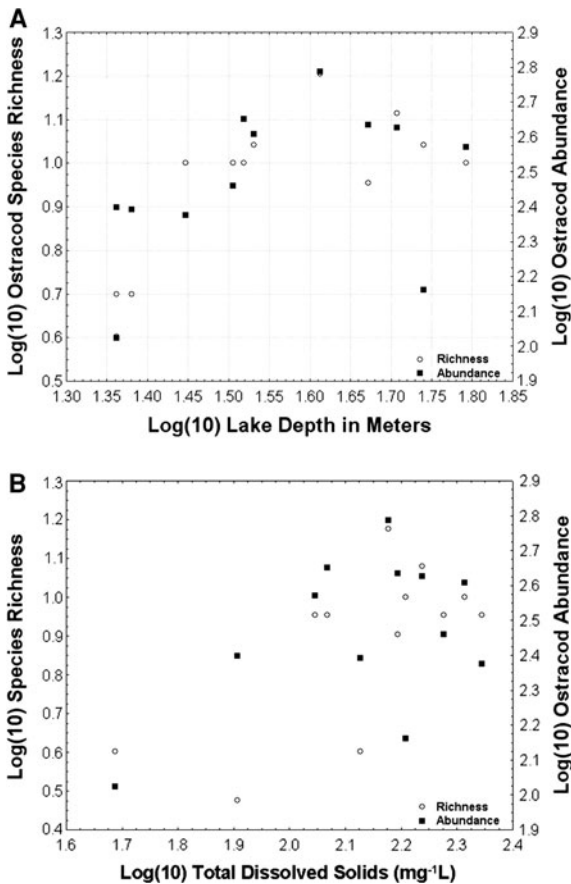 A
Log(10) Ostracod Species Richness
1.3
1.2
1.1
1.0
0.9
0.8
0.7
0.6
0.5
2.9
2.8
2.7
2.6
2.5
2.4
2.3
2.2
2.1
2.0
1.9
Log(10) Ostracod Abundance
Richness
Abundance
1.30 1.35 1.40 1.45 1.50 1.55 1.60 1.65 1.70 1.75 1.80 1.85
Log(10) Lake Depth in Meters
B
Log(10) Species Richness
1.3
1.2
1.1
1.0
0.9
0.8
0.7
0.6
0.5
0.4
2.9
2.8
2.7
2.6
2.5
2.4
2.3
2.2
2.1
2.0
1.9
Log(10) Ostracod Abundance
Richness
Abundance
1.6 1.7 1.8 1.9 2.0 2.1 2.2 2.3 2.4
Log(10) Total Dissolved Solids (mg⁻¹L)